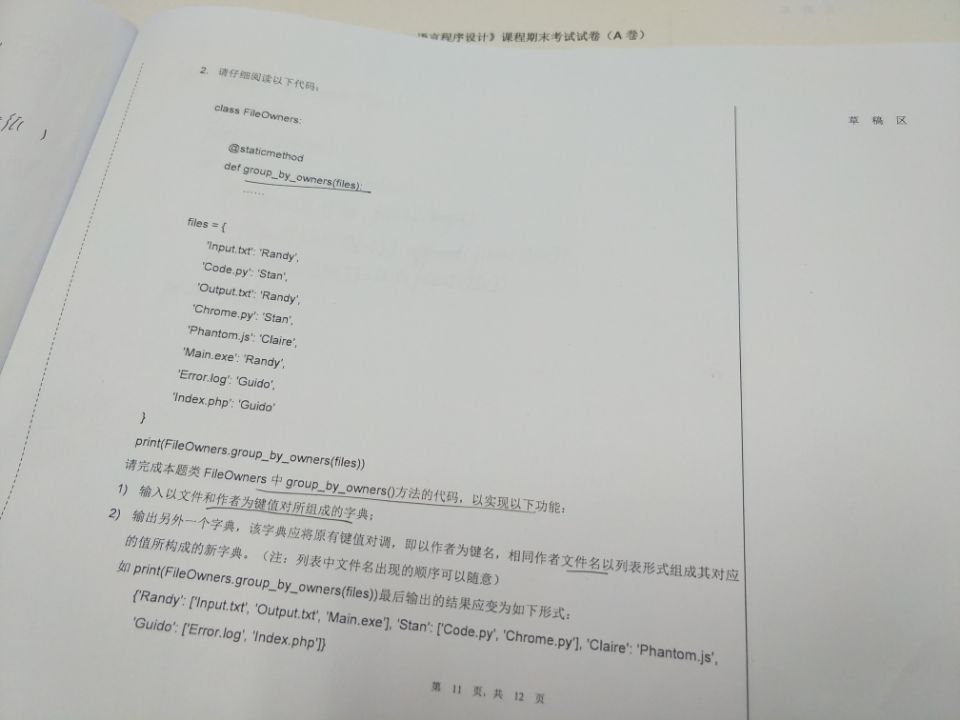 语言程序设计》课程期末考试试卷（A 卷）
草 稿 区
2. 请仔细阅读以下代码：
class FileOwners:
@staticmethod
def group_by_owners(files):
......
files = {
'Input.txt': 'Randy',
'Code.py': 'Stan',
'Output.txt': 'Randy',
'Chrome.py': 'Stan',
'Phantom.js': 'Claire',
'Main.exe': 'Randy',
'Error.log': 'Guido',
'Index.php': 'Guido'
}
print(FileOwners.group_by_owners(files))
请完成本题类 FileOwners 中 group_by_owners()方法的代码，以实现以下功能：
1) 输入以文件和作者为键值对所组成的字典；
2) 输出另外一个字典，该字典应将原有键值对调，即以作者为键名，相同作者文件名以列表形式组成其对应
的值所构成的新字典。（注：列表中文件名出现的顺序可以随意）
如 print(FileOwners.group_by_owners(files))最后输出的结果应变为如下形式：
{'Randy': ['Input.txt', 'Output.txt', 'Main.exe'], 'Stan': ['Code.py', 'Chrome.py'], 'Claire': 'Phantom.js',
'Guido': ['Error.log', 'Index.php']}
第 11 页，共 12 页